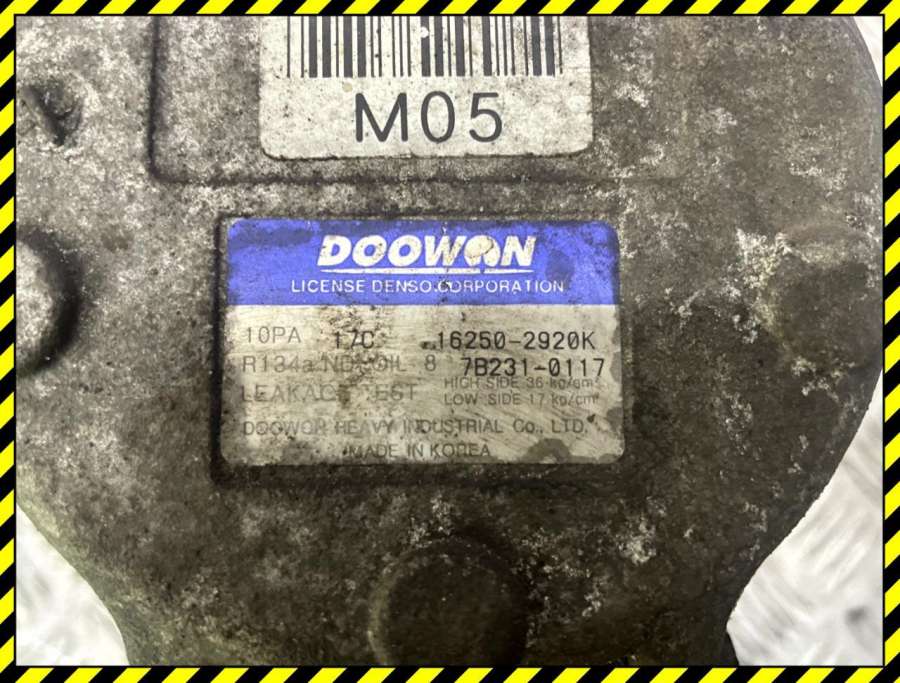 M05
DOOWON
LICENSE DENSO CORPORATION
10PA 17C 16250-2920K
R134a ND-OIL 8 7B231-0117
LEAKAGE TEST HIGH SIDE 36 kg/cm²
LOW SIDE 17 kg/cm²
DOOWON HEAVY INDUSTRIAL Co., LTD.
MADE IN KOREA